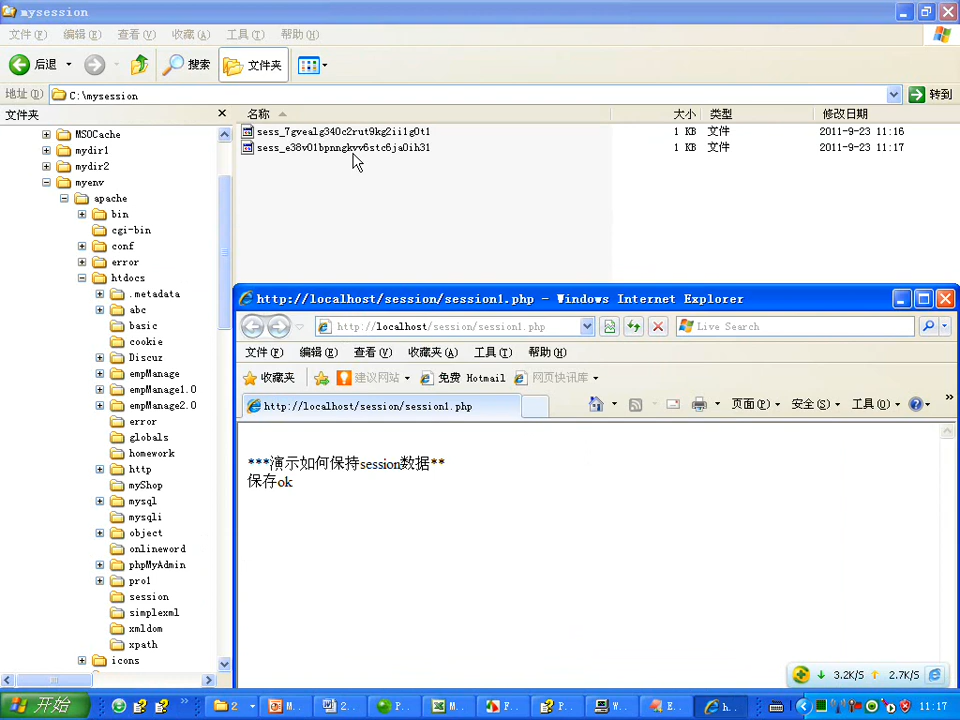 mysession
文件(F) 编辑(E) 查看(V) 收藏(A) 工具(T) 帮助(H)
后退 搜索 文件夹
地址(D) C:\mysession 转到
文件夹
名称 大小 类型 修改日期
sess_7gvealg340c2rut9kg2ii1g0t1 1 KB 文件 2011-9-23 11:16
sess_e38v01bpnngkvv6stc6ja0ih31 1 KB 文件 2011-9-23 11:17
MSOCache
mydir1
mydir2
myenv
apache
bin
cgi-bin
conf
error
htdocs
.metadata
abc
basic
cookie
Discuz
empManage
empManage1.0
empManage2.0
error
globals
homework
http
myShop
mysql
mysqli
object
onlineword
phpMyAdmin
pro1
session
simplexml
xmldom
xpath
icons
http://localhost/session/session1.php - Windows Internet Explorer
http://localhost/session/session1.php Live Search
文件(F) 编辑(E) 查看(V) 收藏夹(A) 工具(T) 帮助(H)
收藏夹 建议网站 免费 Hotmail 网页快讯库
http://localhost/session/session1.php 页面(P) 安全(S) 工具(O)
***演示如何保持session数据**
保存ok
3.2K/S 2.7K/S
开始 2 M.. 2.. P.. M.. F.. P.. W.. E.. h.. 11:17